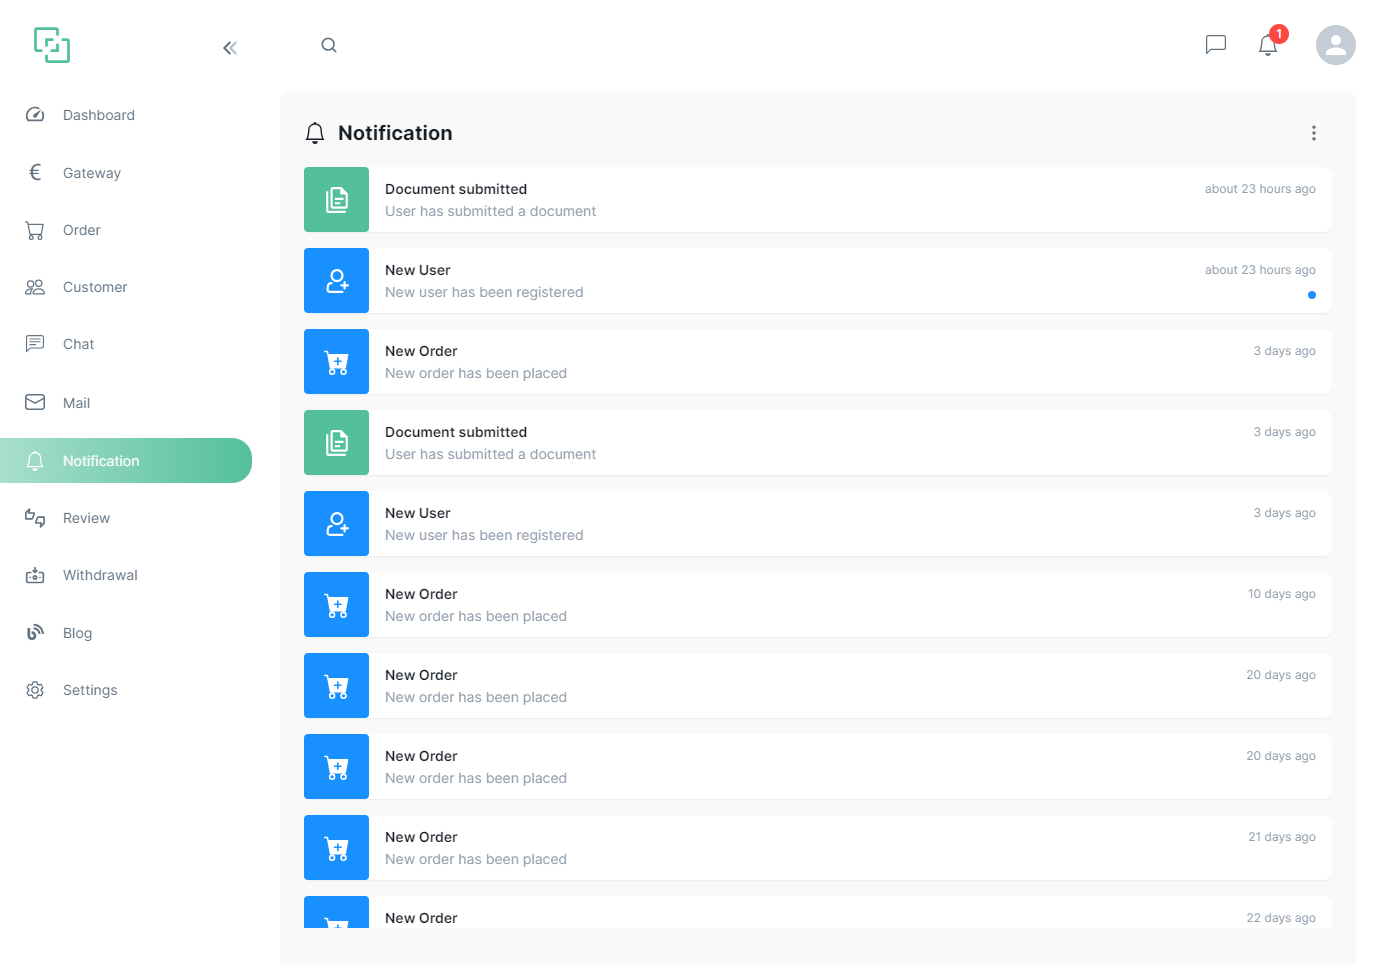 1
Dashboard
Gateway
Order
Customer
Chat
Mail
Notification
Review
Withdrawal
Blog
Settings
Notification
Document submitted
about 23 hours ago
User has submitted a document
New User
about 23 hours ago
New user has been registered
New Order
3 days ago
New order has been placed
Document submitted
3 days ago
User has submitted a document
New User
3 days ago
New user has been registered
New Order
10 days ago
New order has been placed
New Order
20 days ago
New order has been placed
New Order
20 days ago
New order has been placed
New Order
21 days ago
New order has been placed
New Order
22 days ago